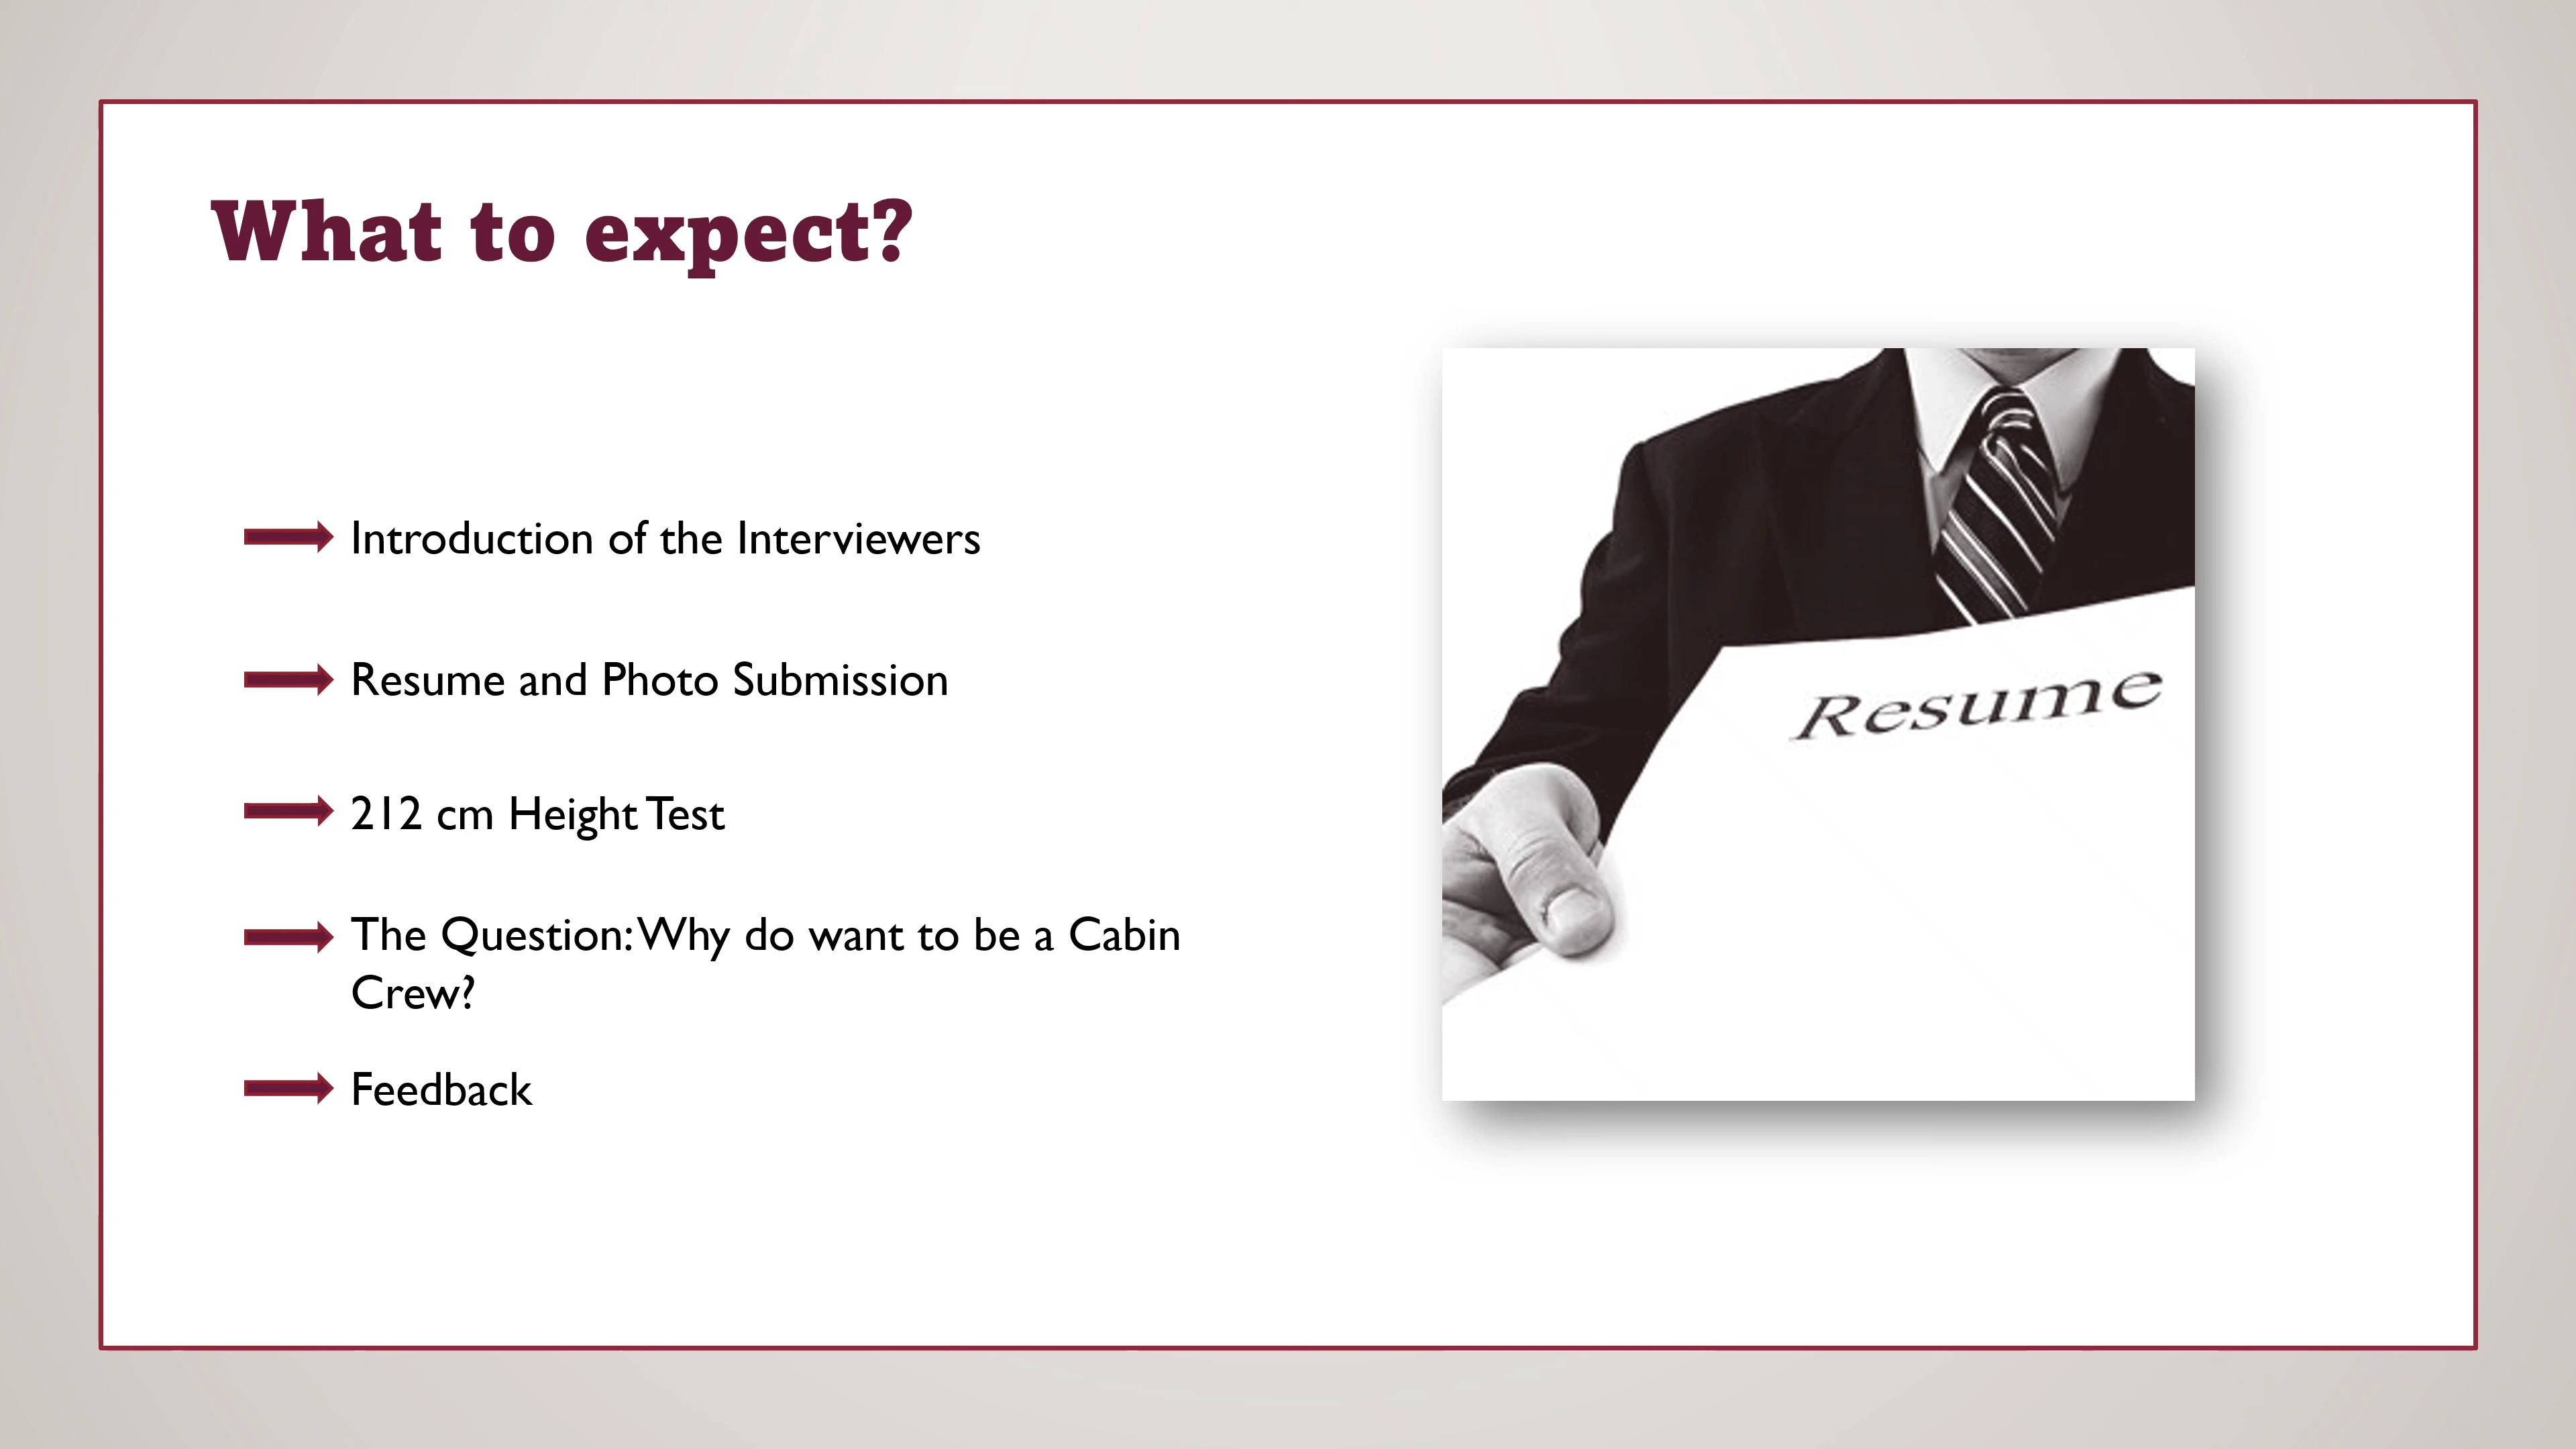 What to expect?
Introduction of the Interviewers
Resume and Photo Submission
212 cm Height Test
The Question: Why do want to be a Cabin
Crew?
Feedback
Resume